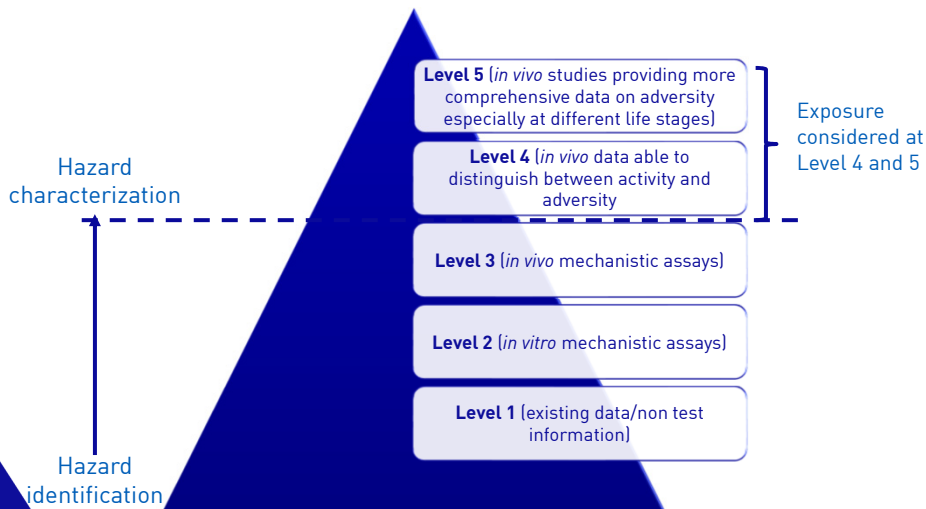 Level 5 (in vivo studies providing more
comprehensive data on adversity
especially at different life stages)
Exposure
considered at
Level 4 and 5
Level 4 (in vivo data able to
distinguish between activity and
adversity
Hazard
characterization
Level 3 (in vivo mechanistic assays)
Level 2 (in vitro mechanistic assays)
Level 1 (existing data/non test
information)
Hazard
identification